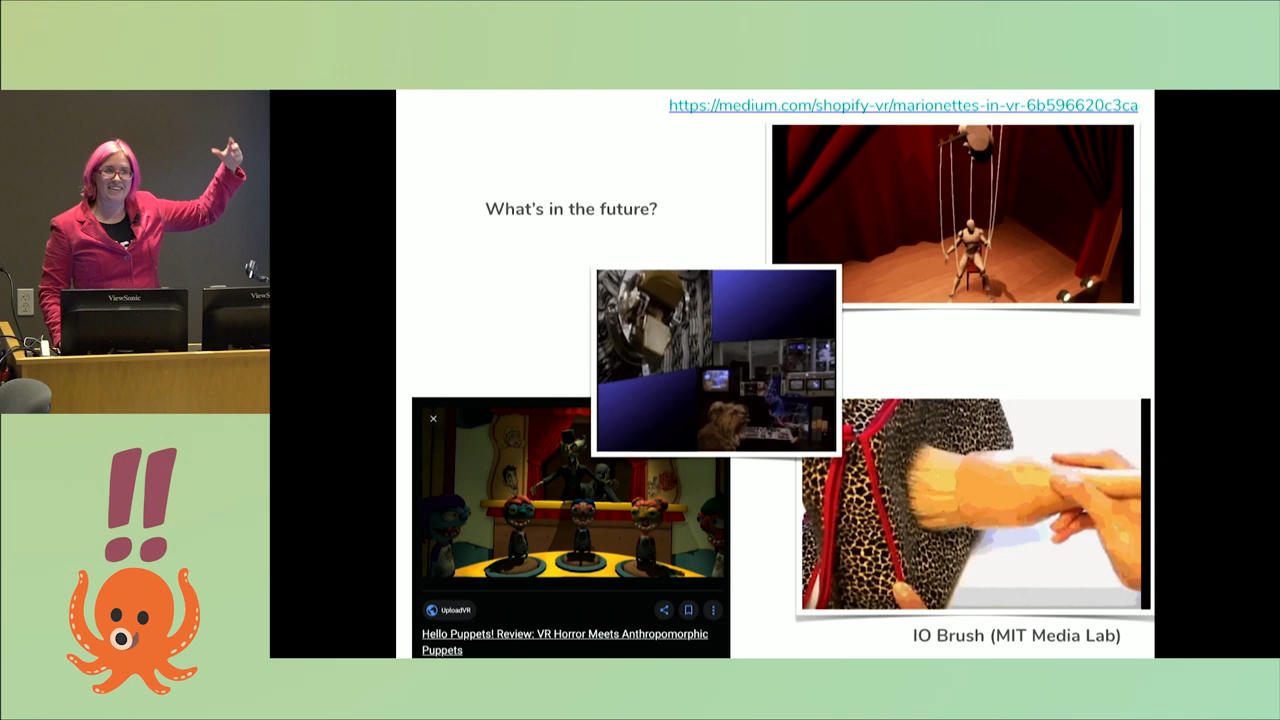 https://medium.com/shopify-vr/marionettes-in-vr-6b596620c3ca
What's in the future?
ViewSonic
ViewS
!!
UploadVR
Hello Puppets! Review: VR Horror Meets Anthropomorphic
Puppets
IO Brush (MIT Media Lab)